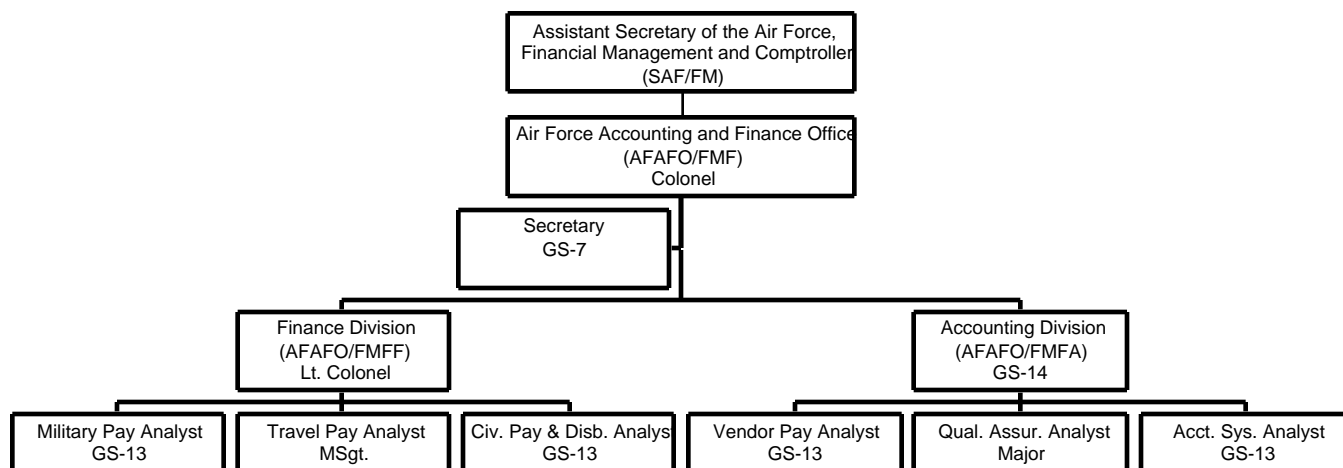 Assistant Secretary of the Air Force,
Financial Management and Comptroller
(SAF/FM)
Air Force Accounting and Finance Office
(AFAFO/FMF)
Colonel
Secretary
GS-7
Finance Division
(AFAFO/FMFF)
Lt. Colonel
Accounting Division
(AFAFO/FMFA)
GS-14
Military Pay Analyst
GS-13
Travel Pay Analyst
MSgt.
Civ. Pay & Disb. Analyst
GS-13
Vendor Pay Analyst
GS-13
Qual. Assur. Analyst
Major
Acct. Sys. Analyst
GS-13